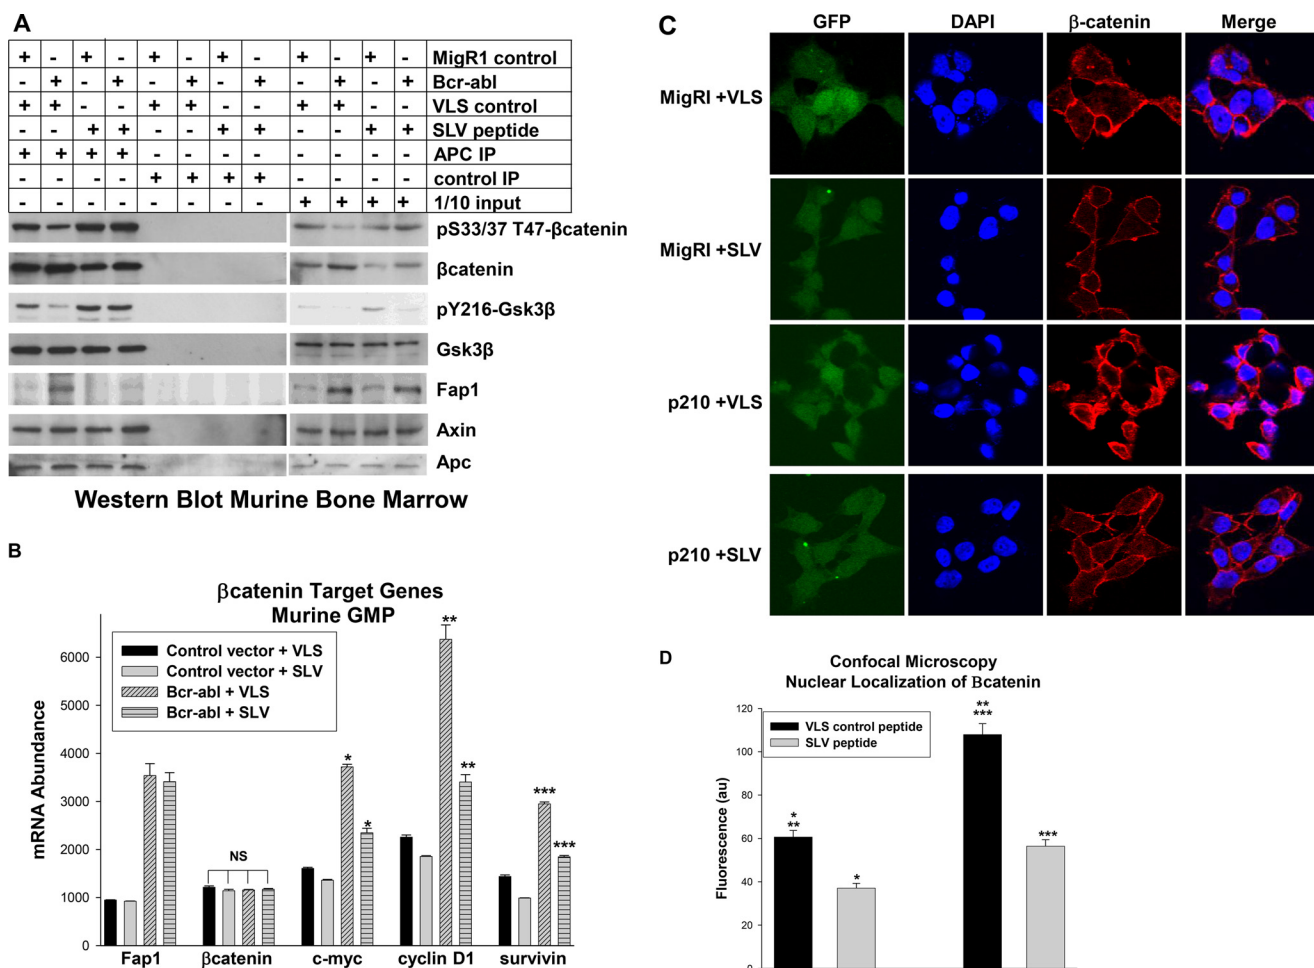 A
+ - + - + - + - + - + - MigR1 control
- + - + - + - + - + - + Bcr-abl
+ + - - + + - - + + - - VLS control
- - + + - - + + - - + + SLV peptide
+ + + + - - - - - - - - APC IP
- - - - + + + + - - - - control IP
- - - - - - - - + + + + 1/10 input
pS33/37 T47-βcatenin
βcatenin
pY216-Gsk3β
Gsk3β
Fap1
Axin
Apc
Western Blot Murine Bone Marrow
B
βcatenin Target Genes
Murine GMP
Control vector + VLS
Control vector + SLV
Bcr-abl + VLS
Bcr-abl + SLV
mRNA Abundance
6000
5000
4000
3000
2000
1000
0
NS
*
*
**
**
***
***
Fap1 βcatenin c-myc cyclin D1 survivin
C
GFP DAPI β-catenin Merge
MigRI +VLS
MigRI +SLV
p210 +VLS
p210 +SLV
D
Confocal Microscopy
Nuclear Localization of Βcatenin
VLS control peptide
SLV peptide
Fluorescence (au)
120
100
80
60
40
20
0
*
**
*
**
***
***